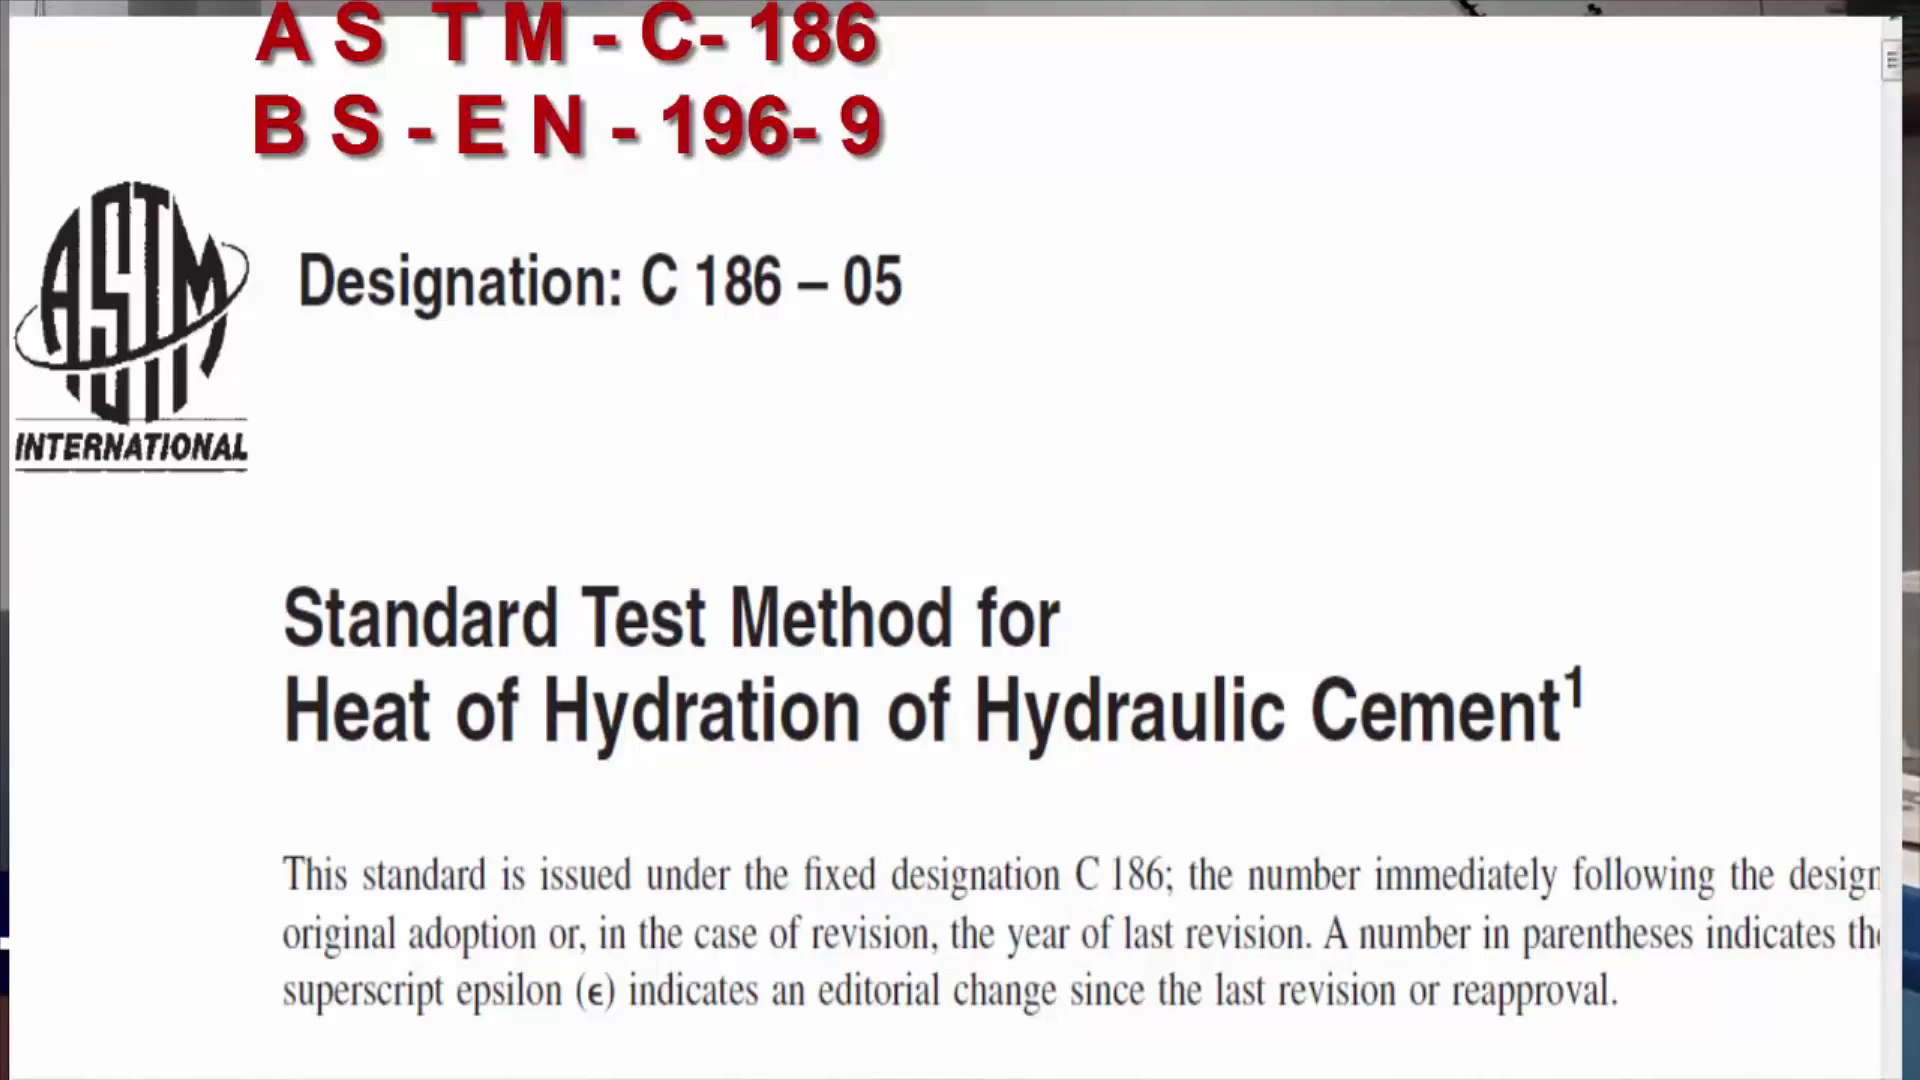 A S T M - C- 186
B S - E N - 196- 9
ASTM
INTERNATIONAL
Designation: C 186 – 05
Standard Test Method for
Heat of Hydration of Hydraulic Cement¹
This standard is issued under the fixed designation C 186; the number immediately following the design
original adoption or, in the case of revision, the year of last revision. A number in parentheses indicates the
superscript epsilon (ϵ) indicates an editorial change since the last revision or reapproval.